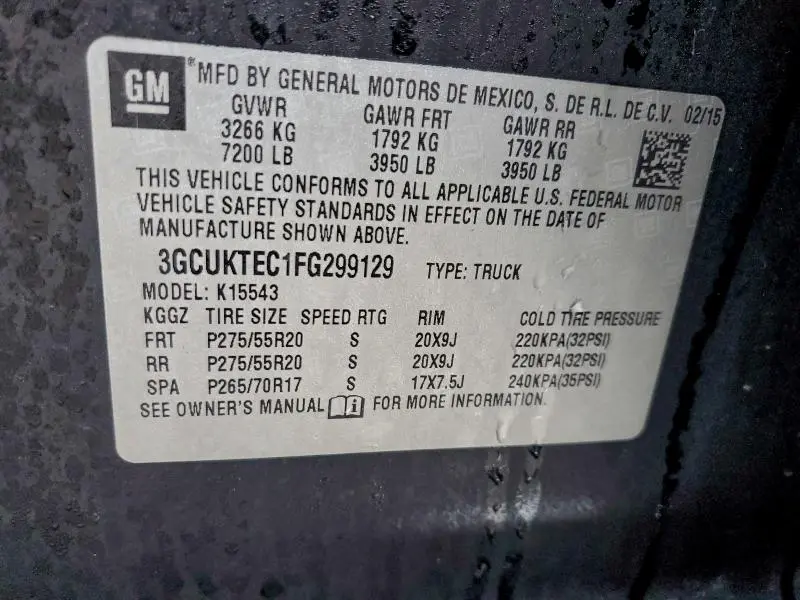 GM
®MFD BY GENERAL MOTORS DE MEXICO, S. DE R.L. DE C.V. 02/15
GVWR GAWR FRT GAWR RR
3266 KG 1792 KG 1792 KG
7200 LB 3950 LB 3950 LB
THIS VEHICLE CONFORMS TO ALL APPLICABLE U.S. FEDERAL MOTOR
VEHICLE SAFETY STANDARDS IN EFFECT ON THE DATE OF
MANUFACTURE SHOWN ABOVE.
3GCUKTEC1FG299129 TYPE: TRUCK
MODEL: K15543
KGGZ TIRE SIZE SPEED RTG RIM COLD TIRE PRESSURE
FRT P275/55R20 S 20X9J 220KPA(32PSI)
RR P275/55R20 S 20X9J 220KPA(32PSI)
SPA P265/70R17 S 17X7.5J 240KPA(35PSI)
SEE OWNER'S MANUAL FOR MORE INFORMATION.